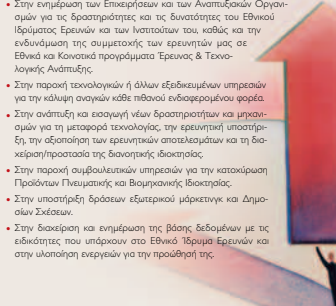 • Στην ενημέρωση των Επιχειρήσεων και των Αναπτυξιακών Οργανι-
σμών για τις δραστηριότητες και τις δυνατότητες του Εθνικού
Ιδρύματος Ερευνών και των Ινστιτούτων του, καθώς και την
ενδυνάμωση της συμμετοχής των ερευνητών μας σε
Εθνικά και Κοινοτικά προγράμματα Έρευνας & Τεχνο-
λογικής Ανάπτυξης.
• Στην παροχή τεχνολογικών ή άλλων εξειδικευμένων υπηρεσιών
για την κάλυψη αναγκών κάθε πιθανού ενδιαφερομένου φορέα.
• Στην ανάπτυξη και εισαγωγή νέων δραστηριοτήτων και μηχανι-
σμών για τη μεταφορά τεχνολογίας, την ερευνητική υποστήρι-
ξη, την αξιοποίηση των ερευνητικών αποτελεσμάτων και τη δια-
χείριση/προστασία της διανοητικής ιδιοκτησίας.
• Στην παροχή συμβουλευτικών υπηρεσιών για την κατοχύρωση
Προϊόντων Πνευματικής και Βιομηχανικής Ιδιοκτησίας.
• Στην υποστήριξη δράσεων εξωτερικού μάρκετινγκ και Δημο-
σίων Σχέσεων.
• Στην διαχείριση και ενημέρωση της βάσης δεδομένων με τις
ειδικότητες που υπάρχουν στο Εθνικό Ίδρυμα Ερευνών και
στην υλοποίηση ενεργειών για την προώθησή της.